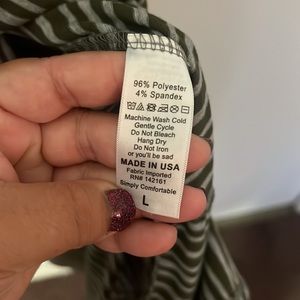 96% Polyester
4% Spandex
Machine Wash Cold
Gentle Cycle
Do Not Bleach
Hang Dry
Do Not Iron
or you'll be sad
MADE IN USA
Fabric Imported
RN# 142161
Simply Comfortable
L